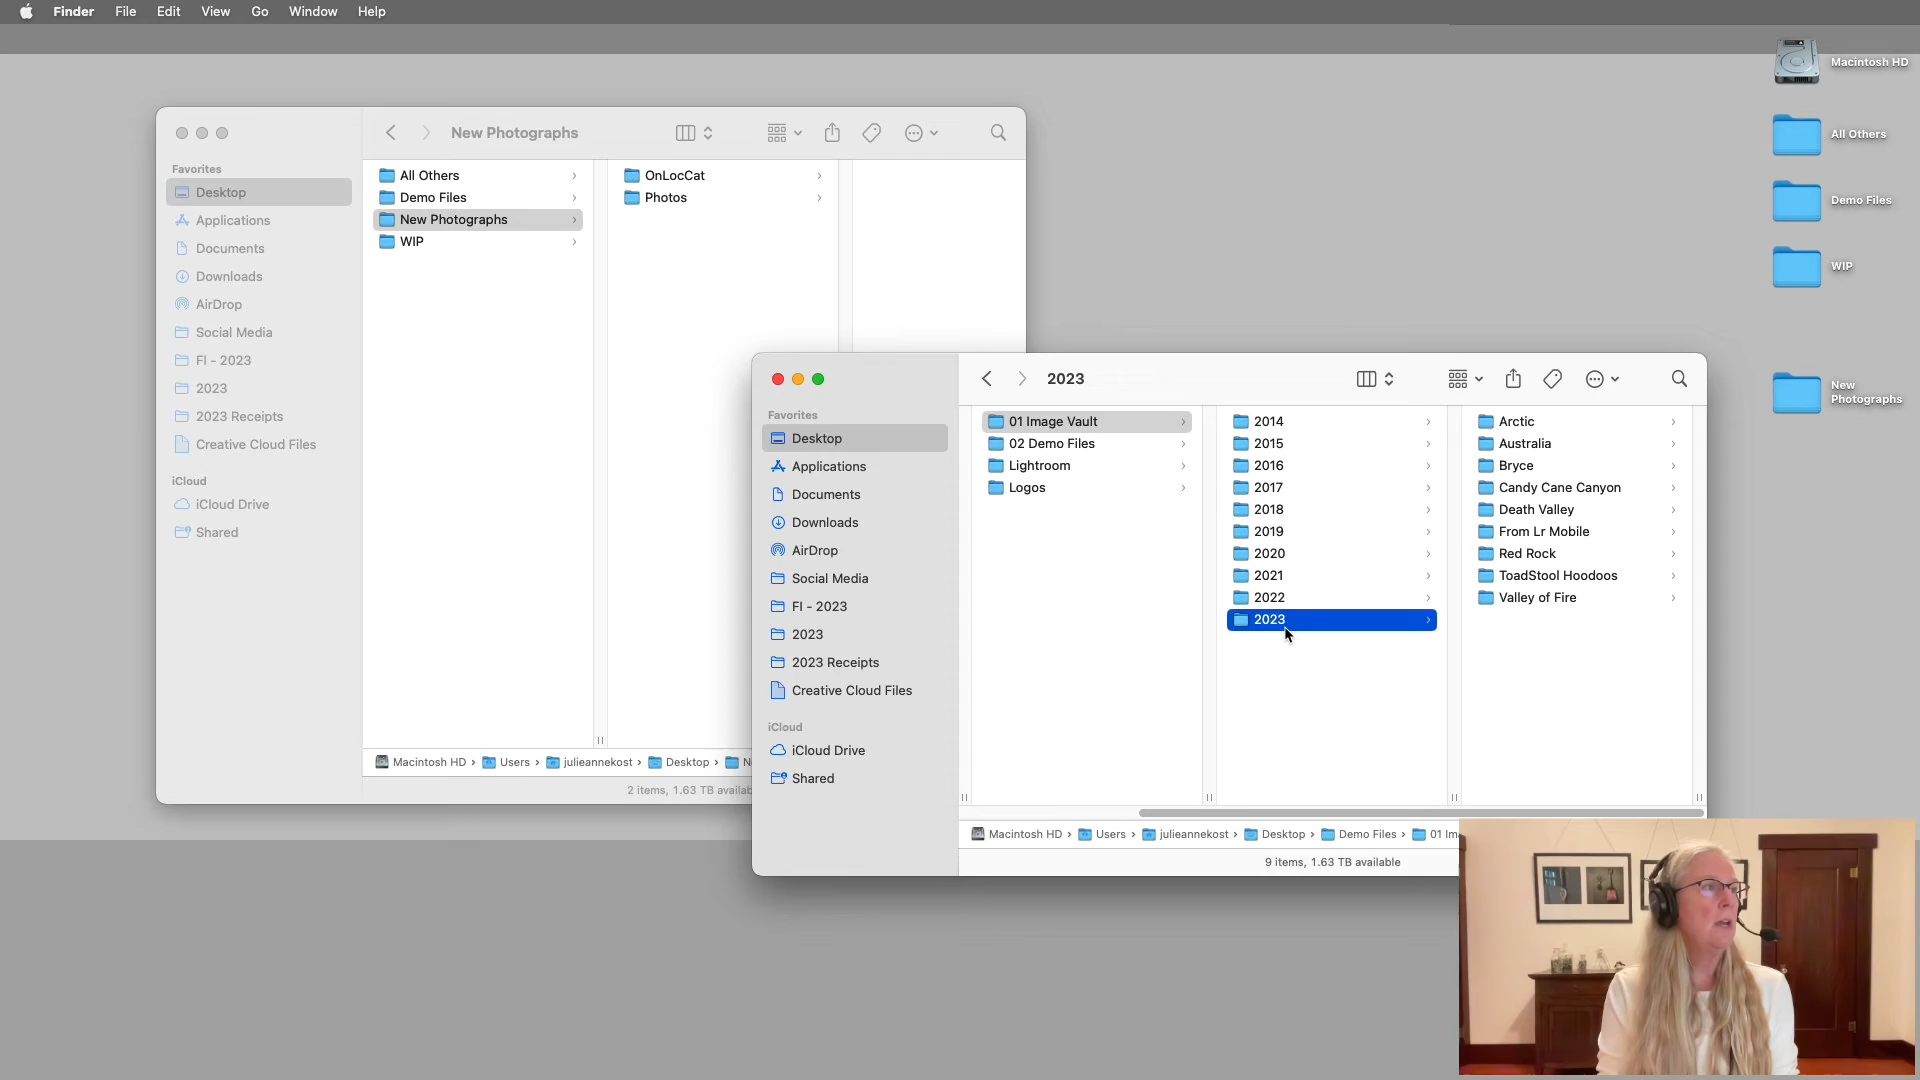 Finder File Edit View Go Window Help
Macintosh HD
All Others
Demo Files
WIP
New
Photographs
New Photographs
Favorites
Desktop
Applications
Documents
Downloads
AirDrop
Social Media
FI - 2023
2023
2023 Receipts
Creative Cloud Files
iCloud
iCloud Drive
Shared
All Others
Demo Files
New Photographs
WIP
OnLocCat
Photos
Macintosh HD › Users › julieannekost › Desktop ›
2 items, 1.63 TB
2023
Favorites
Desktop
Applications
Documents
Downloads
AirDrop
Social Media
FI - 2023
2023
2023 Receipts
Creative Cloud Files
iCloud
iCloud Drive
Shared
01 Image Vault
02 Demo Files
Lightroom
Logos
2014
2015
2016
2017
2018
2019
2020
2021
2022
2023
Arctic
Australia
Bryce
Candy Cane Canyon
Death Valley
From Lr Mobile
Red Rock
ToadStool Hoodoos
Valley of Fire
Macintosh HD › Users › julieannekost › Desktop › Demo Files › 01
9 items, 1.63 TB available